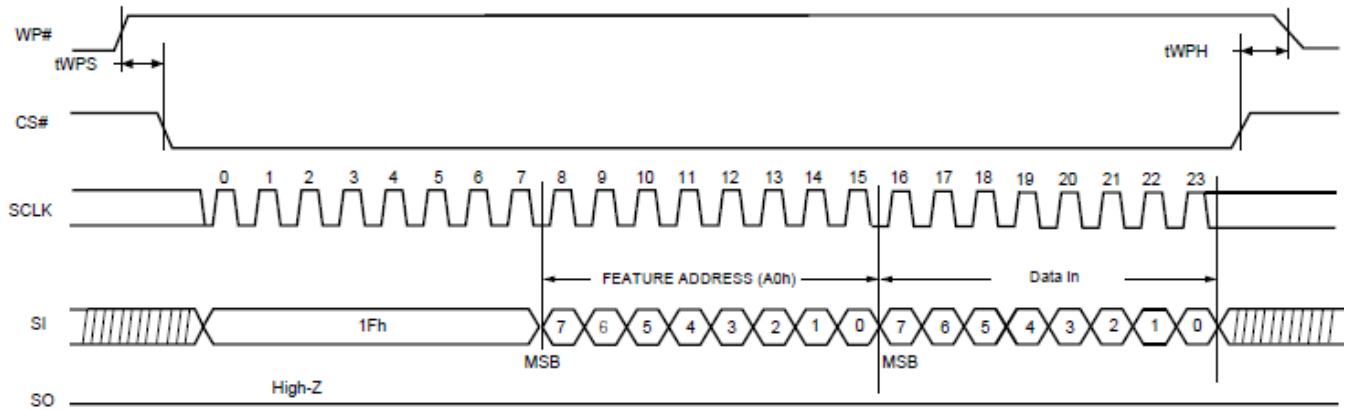 WP#
tWPS
tWPH
CS#
0 1 2 3 4 5 6 7 8 9 10 11 12 13 14 15 16 17 18 19 20 21 22 23
SCLK
FEATURE ADDRESS (A0h)
Data In
SI
1Fh
7 6 5 4 3 2 1 0 7 6 5 4 3 2 1 0
MSB
MSB
High-Z
SO